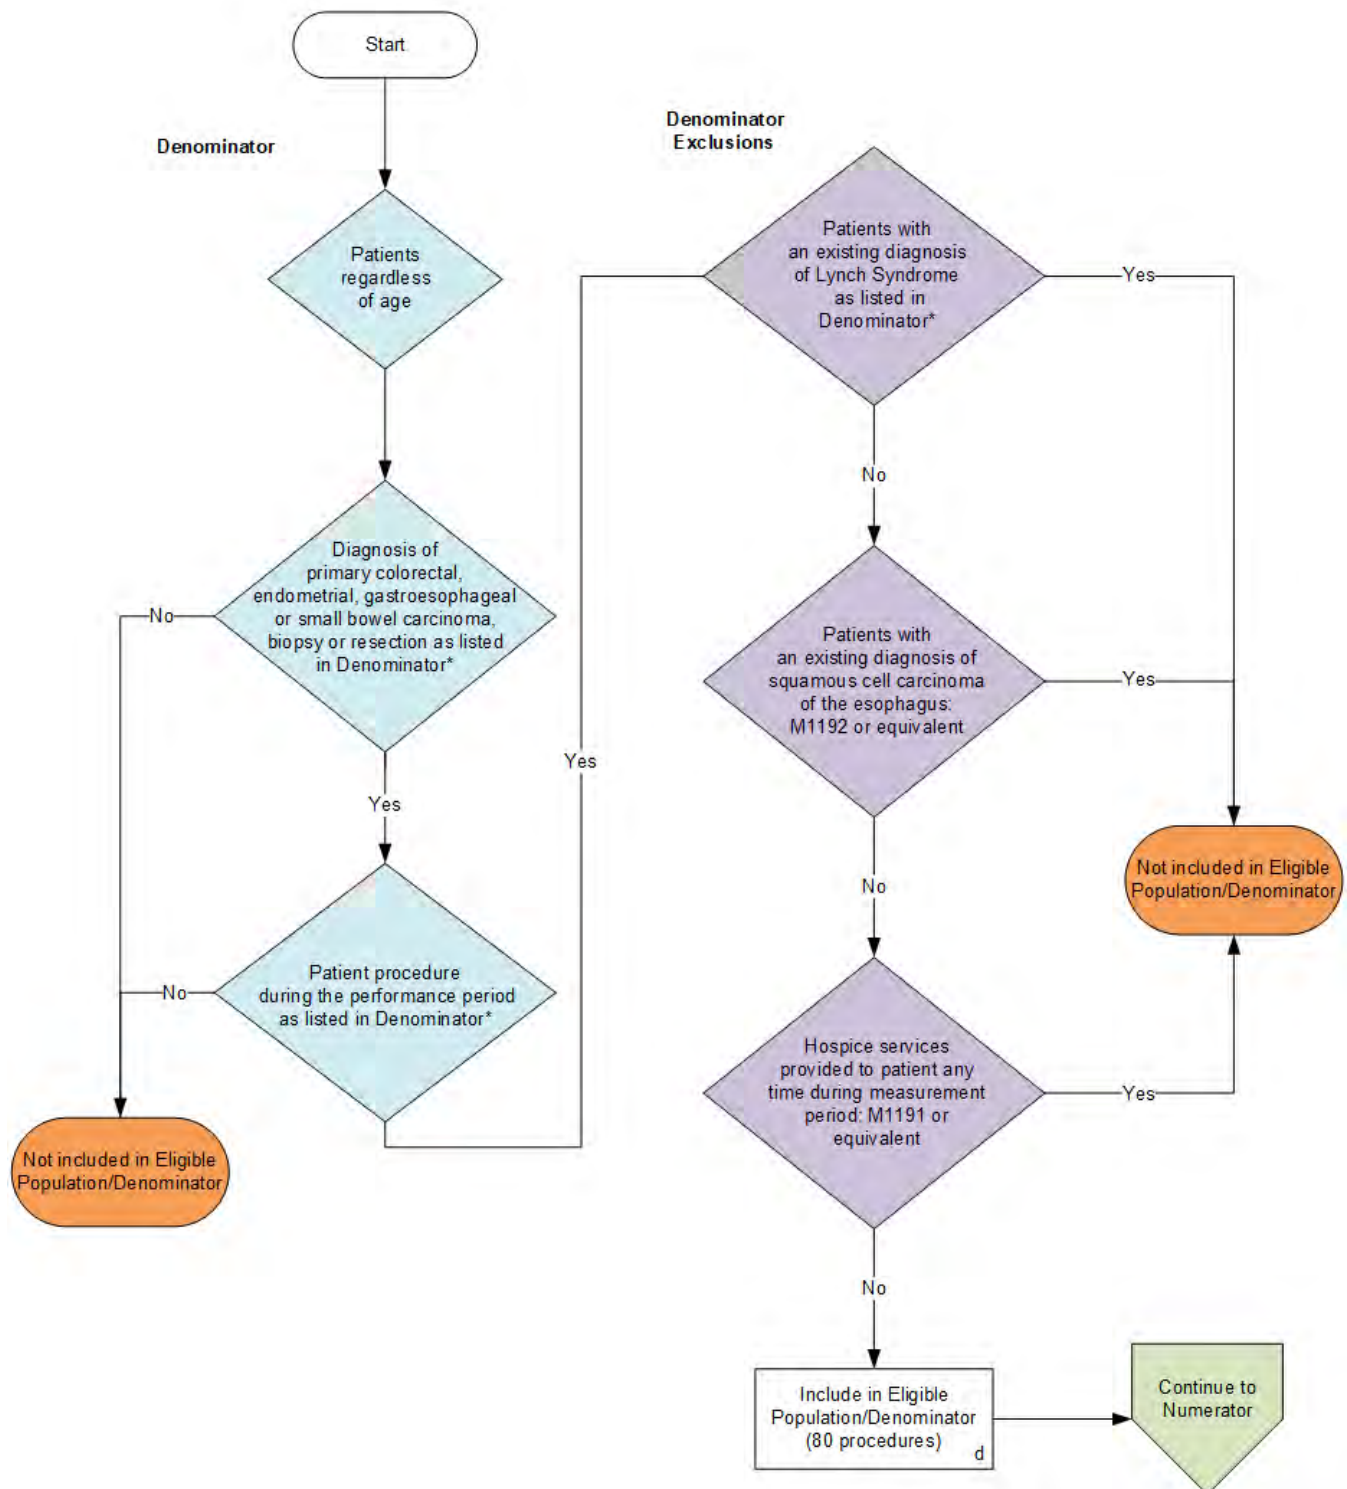 Start
Denominator
Patients
regardless
of age
Diagnosis of
primary colorectal,
endometrial, gastroesophageal
or small bowel carcinoma,
biopsy or resection as listed
in Denominator*
No
Yes
Patient procedure
during the performance period
as listed in Denominator*
No
Not included in Eligible
Population/Denominator
Yes
Denominator
Exclusions
Patients with
an existing diagnosis
of Lynch Syndrome
as listed in
Denominator*
Yes
No
Patients with
an existing diagnosis of
squamous cell carcinoma
of the esophagus:
M1192 or equivalent
Yes
No
Not included in Eligible
Population/Denominator
Hospice services
provided to patient any
time during measurement
period: M1191 or
equivalent
Yes
No
Include in Eligible
Population/Denominator
(80 procedures)
d
Continue to
Numerator